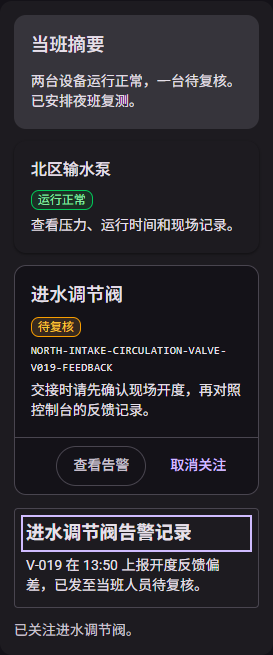 当班摘要
两台设备运行正常，一台待复核。
已安排夜班复测。
北区输水泵
运行正常
查看压力、运行时间和现场记录。
进水调节阀
待复核
NORTH-INTAKE-CIRCULATION-VALVE-
V019-FEEDBACK
交接时请先确认现场开度，再对照
控制台的反馈记录。
查看告警
取消关注
进水调节阀告警记录
V-019 在 13:50 上报开度反馈偏
差，已发至当班人员待复核。
已关注进水调节阀。